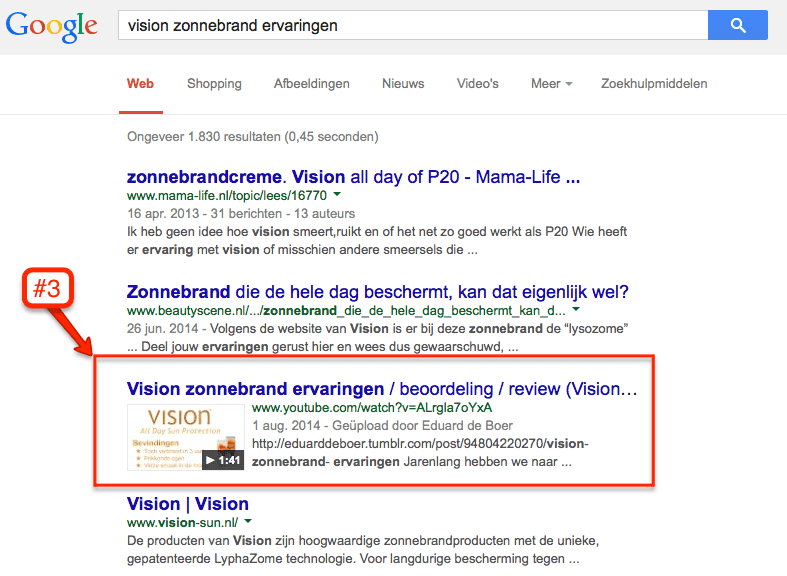 Google
vision zonnebrand ervaringen
Web Shopping Afbeeldingen Nieuws Video's Meer Zoekhulpmiddelen
Ongeveer 1.830 resultaten (0,45 seconden)
zonnebrandcreme. Vision all day of P20 - Mama-Life ...
www.mama-life.nl/topic/lees/16770
16 apr. 2013 - 31 berichten - 13 auteurs
Ik heb geen idee hoe vision smeert,ruikt en of het net zo goed werkt als P20 Wie heeft
er ervaring met vision of misschien andere smeersels die ...
#3
Zonnebrand die de hele dag beschermt, kan dat eigenlijk wel?
www.beautyscene.nl/.../zonnebrand_die_de_hele_dag_beschermt_kan_d...
26 jun. 2014 - Volgens de website van Vision is er bij deze zonnebrand de “lysozome”
... Deel jouw ervaringen gerust hier en wees dus gewaarschuwd, ...
Vision zonnebrand ervaringen / beoordeling / review (Vision...
VISION
All Day Sun Protection
Bevindingen
1:41
www.youtube.com/watch?v=ALrgla7oYxA
1 aug. 2014 - Geüpload door Eduard de Boer
http://eduarddeboer.tumblr.com/post/94804220270/vision-
zonnebrand- ervaringen Jarenlang hebben we naar ...
Vision | Vision
www.vision-sun.nl/
De producten van Vision zijn hoogwaardige zonnebrandproducten met de unieke,
gepatenteerde LyphaZome technologie. Voor langdurige bescherming tegen ...